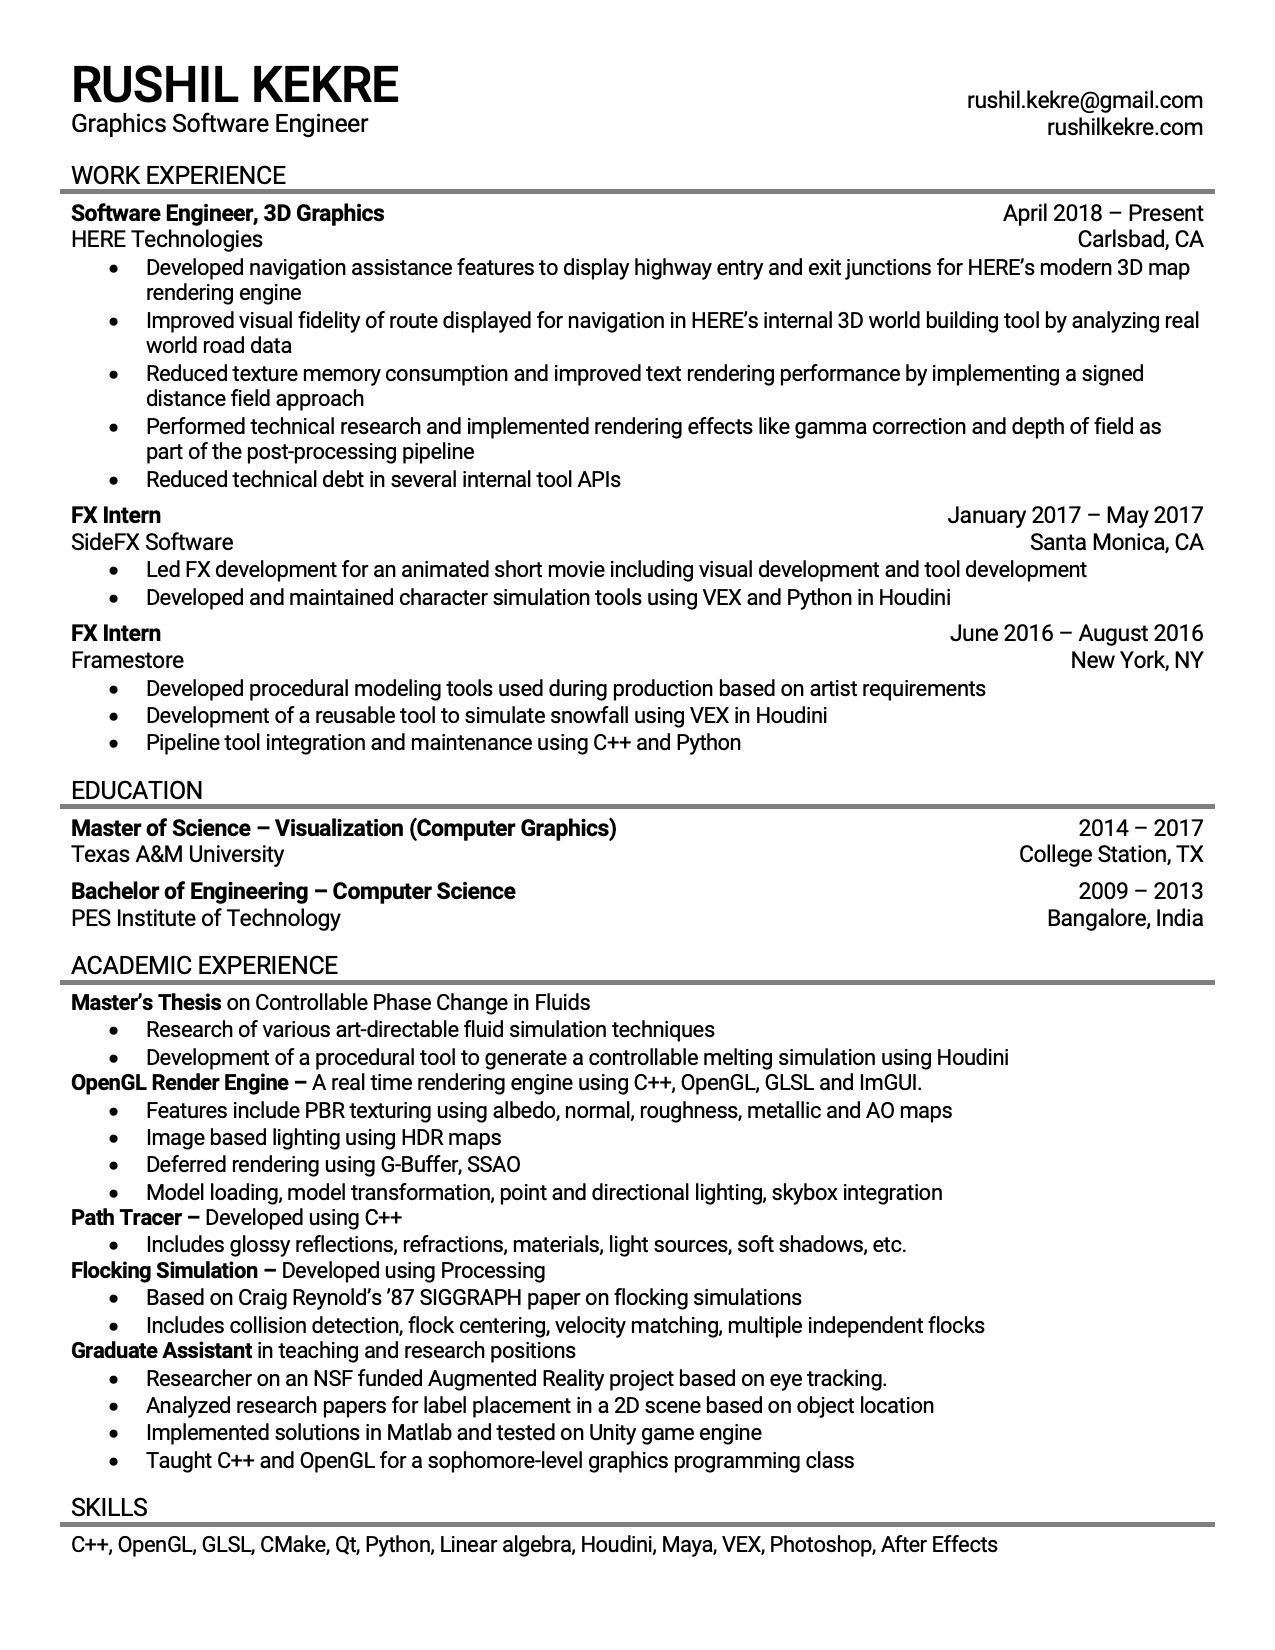 RUSHIL KEKRE
Graphics Software Engineer
rushil.kekre@gmail.com
rushilkekre.com
WORK EXPERIENCE
Software Engineer, 3D Graphics April 2018 – Present
HERE Technologies Carlsbad, CA
• Developed navigation assistance features to display highway entry and exit junctions for HERE’s modern 3D map
rendering engine
• Improved visual fidelity of route displayed for navigation in HERE’s internal 3D world building tool by analyzing real
world road data
• Reduced texture memory consumption and improved text rendering performance by implementing a signed
distance field approach
• Performed technical research and implemented rendering effects like gamma correction and depth of field as
part of the post-processing pipeline
• Reduced technical debt in several internal tool APIs
FX Intern January 2017 – May 2017
SideFX Software Santa Monica, CA
• Led FX development for an animated short movie including visual development and tool development
• Developed and maintained character simulation tools using VEX and Python in Houdini
FX Intern June 2016 – August 2016
Framestore New York, NY
• Developed procedural modeling tools used during production based on artist requirements
• Development of a reusable tool to simulate snowfall using VEX in Houdini
• Pipeline tool integration and maintenance using C++ and Python
EDUCATION
Master of Science – Visualization (Computer Graphics) 2014 – 2017
Texas A&M University College Station, TX
Bachelor of Engineering – Computer Science 2009 – 2013
PES Institute of Technology Bangalore, India
ACADEMIC EXPERIENCE
Master’s Thesis on Controllable Phase Change in Fluids
• Research of various art-directable fluid simulation techniques
• Development of a procedural tool to generate a controllable melting simulation using Houdini
OpenGL Render Engine – A real time rendering engine using C++, OpenGL, GLSL and ImGUI.
• Features include PBR texturing using albedo, normal, roughness, metallic and AO maps
• Image based lighting using HDR maps
• Deferred rendering using G-Buffer, SSAO
• Model loading, model transformation, point and directional lighting, skybox integration
Path Tracer – Developed using C++
• Includes glossy reflections, refractions, materials, light sources, soft shadows, etc.
Flocking Simulation – Developed using Processing
• Based on Craig Reynold’s ’87 SIGGRAPH paper on flocking simulations
• Includes collision detection, flock centering, velocity matching, multiple independent flocks
Graduate Assistant in teaching and research positions
• Researcher on an NSF funded Augmented Reality project based on eye tracking.
• Analyzed research papers for label placement in a 2D scene based on object location
• Implemented solutions in Matlab and tested on Unity game engine
• Taught C++ and OpenGL for a sophomore-level graphics programming class
SKILLS
C++, OpenGL, GLSL, CMake, Qt, Python, Linear algebra, Houdini, Maya, VEX, Photoshop, After Effects